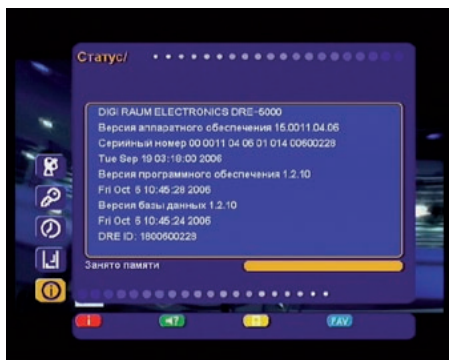 Статус/
DIGI RAUM ELECTRONICS DRE-5000
Версия аппаратного обеспечения 15.0011.04.06
Серийный номер 00 0011 04 06 01 014 00600228
Tue Sep 19 03:18:00 2006
Версия программного обеспечения 1.2.10
Fri Oct 6 10:45:28 2006
Версия базы данных 1.2.10
Fri Oct 6 10:45:24 2006
DRE ID: 1800600228
Занято памяти
i
?
FAV